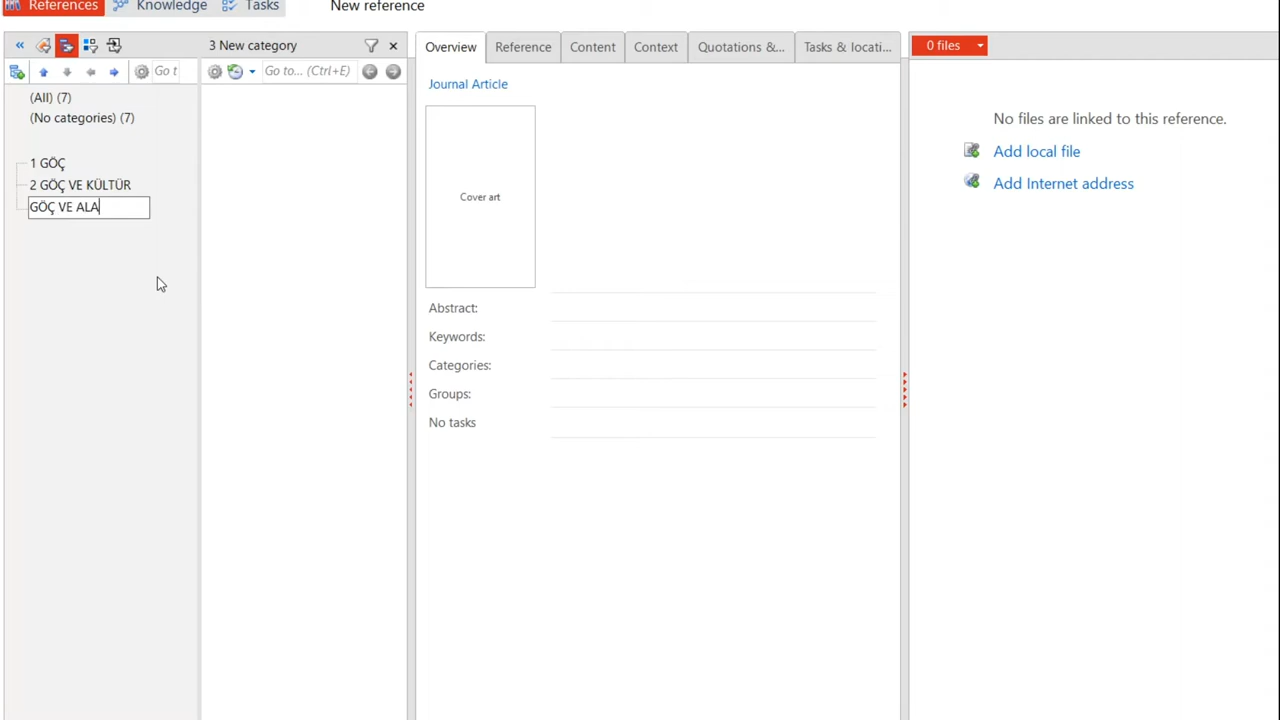 References Knowledge Tasks New reference
3 New category
Overview Reference Content Context Quotations &... Tasks & locati...
0 files
Go t
Go to... (Ctrl+E)
(All) (7)
(No categories) (7)
1 GÖÇ
2 GÖÇ VE KÜLTÜR
GÖÇ VE ALA
Journal Article
Cover art
Abstract:
Keywords:
Categories:
Groups:
No tasks
No files are linked to this reference.
Add local file
Add Internet address